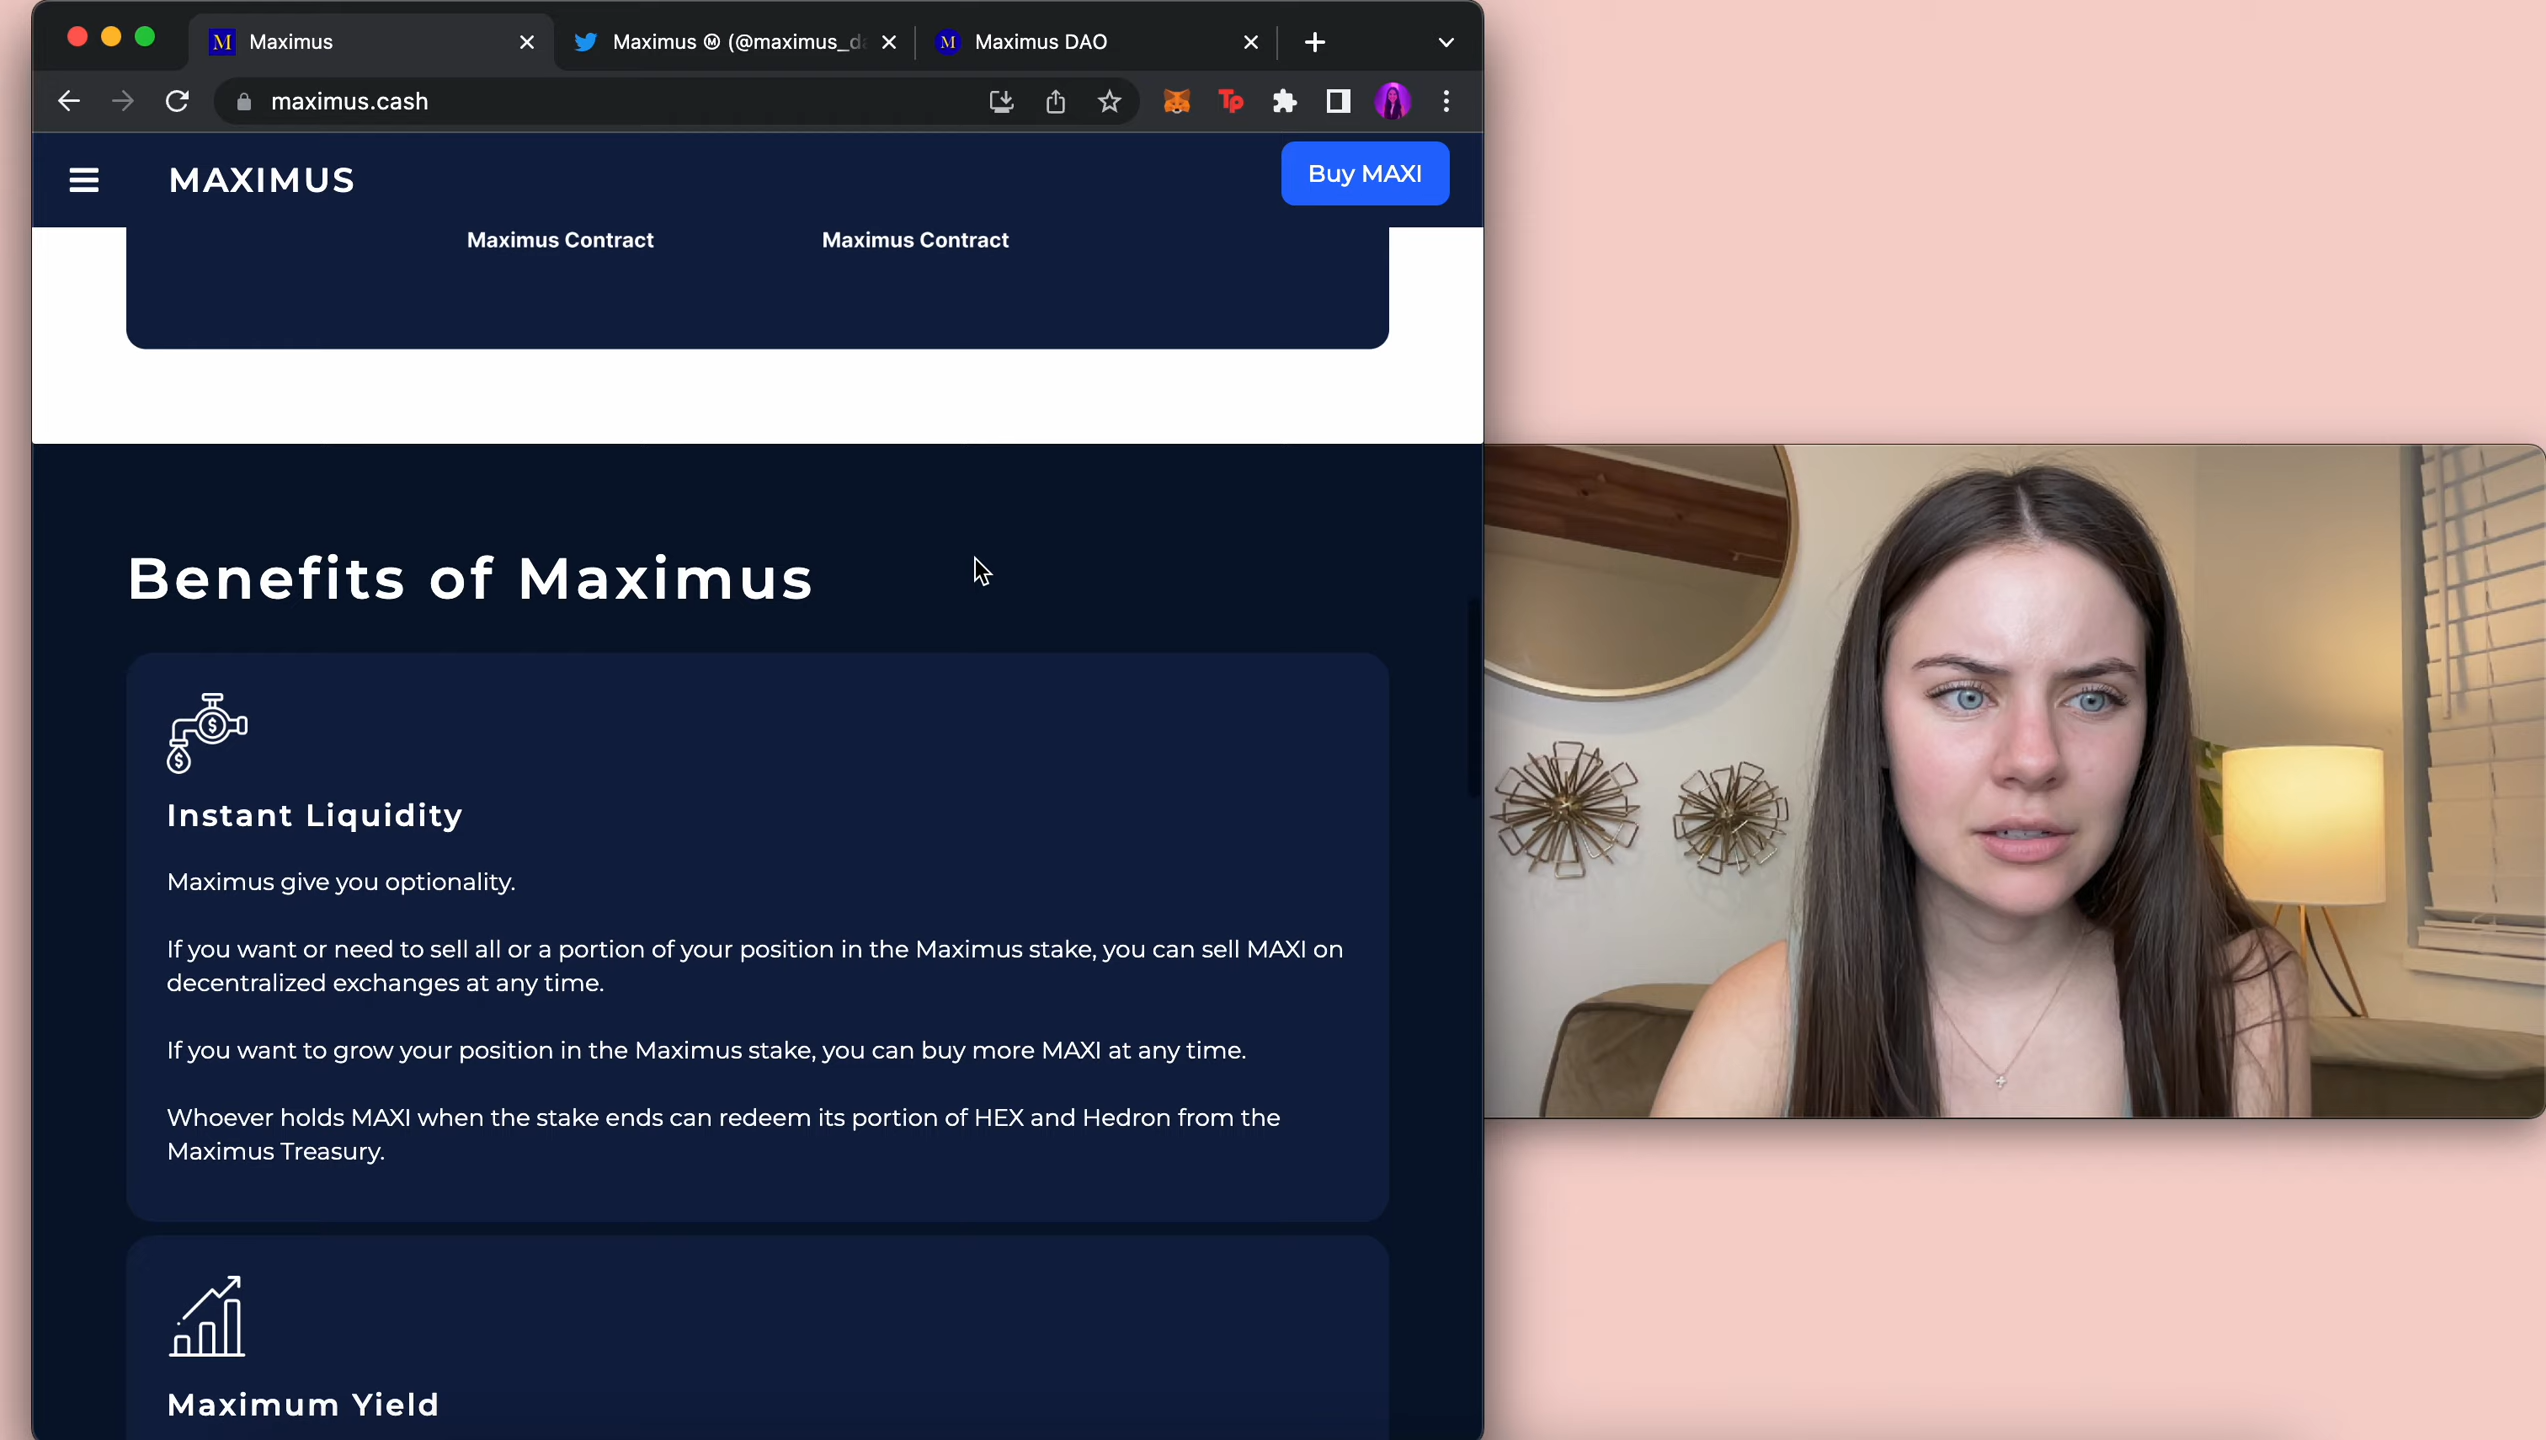 M Maximus
Maximus Ⓜ (@maximus_da
M Maximus DAO
maximus.cash
Tp
MAXIMUS
Buy MAXI
Maximus Contract
Maximus Contract
Benefits of Maximus
$
$
Instant Liquidity
Maximus give you optionality.
If you want or need to sell all or a portion of your position in the Maximus stake, you can sell MAXI on
decentralized exchanges at any time.
If you want to grow your position in the Maximus stake, you can buy more MAXI at any time.
Whoever holds MAXI when the stake ends can redeem its portion of HEX and Hedron from the
Maximus Treasury.
Maximum Yield